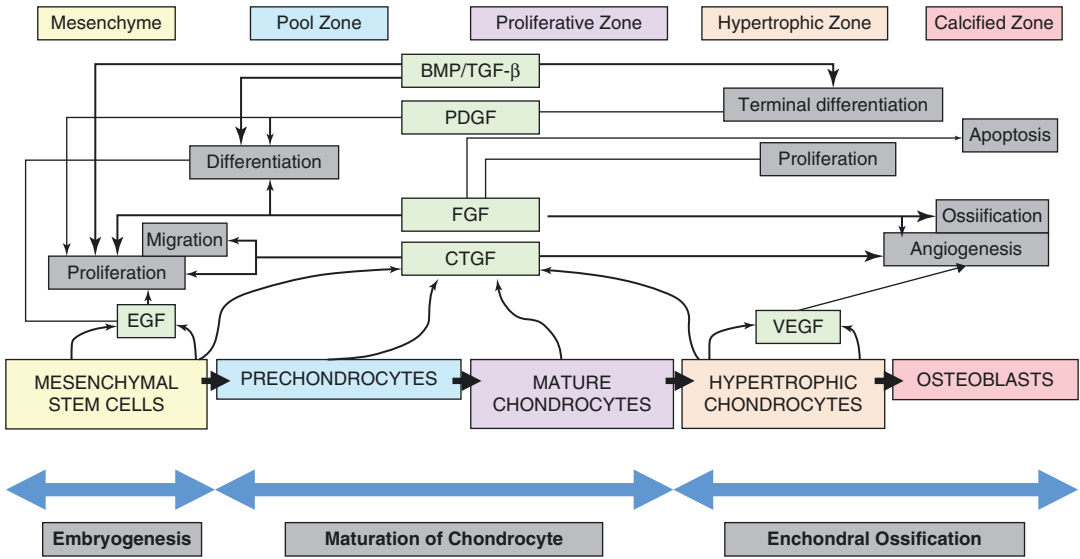 Mesenchyme
Pool Zone
Proliferative Zone
Hypertrophic Zone
Calcified Zone
BMP/TGF-β
Terminal differentiation
PDGF
Apoptosis
Differentiation
Proliferation
FGF
Ossiification
Migration
Angiogenesis
CTGF
Proliferation
EGF
VEGF
MESENCHYMAL
STEM CELLS
PRECHONDROCYTES
MATURE
CHONDROCYTES
HYPERTROPHIC
CHONDROCYTES
OSTEOBLASTS
Embryogenesis
Maturation of Chondrocyte
Enchondral Ossification